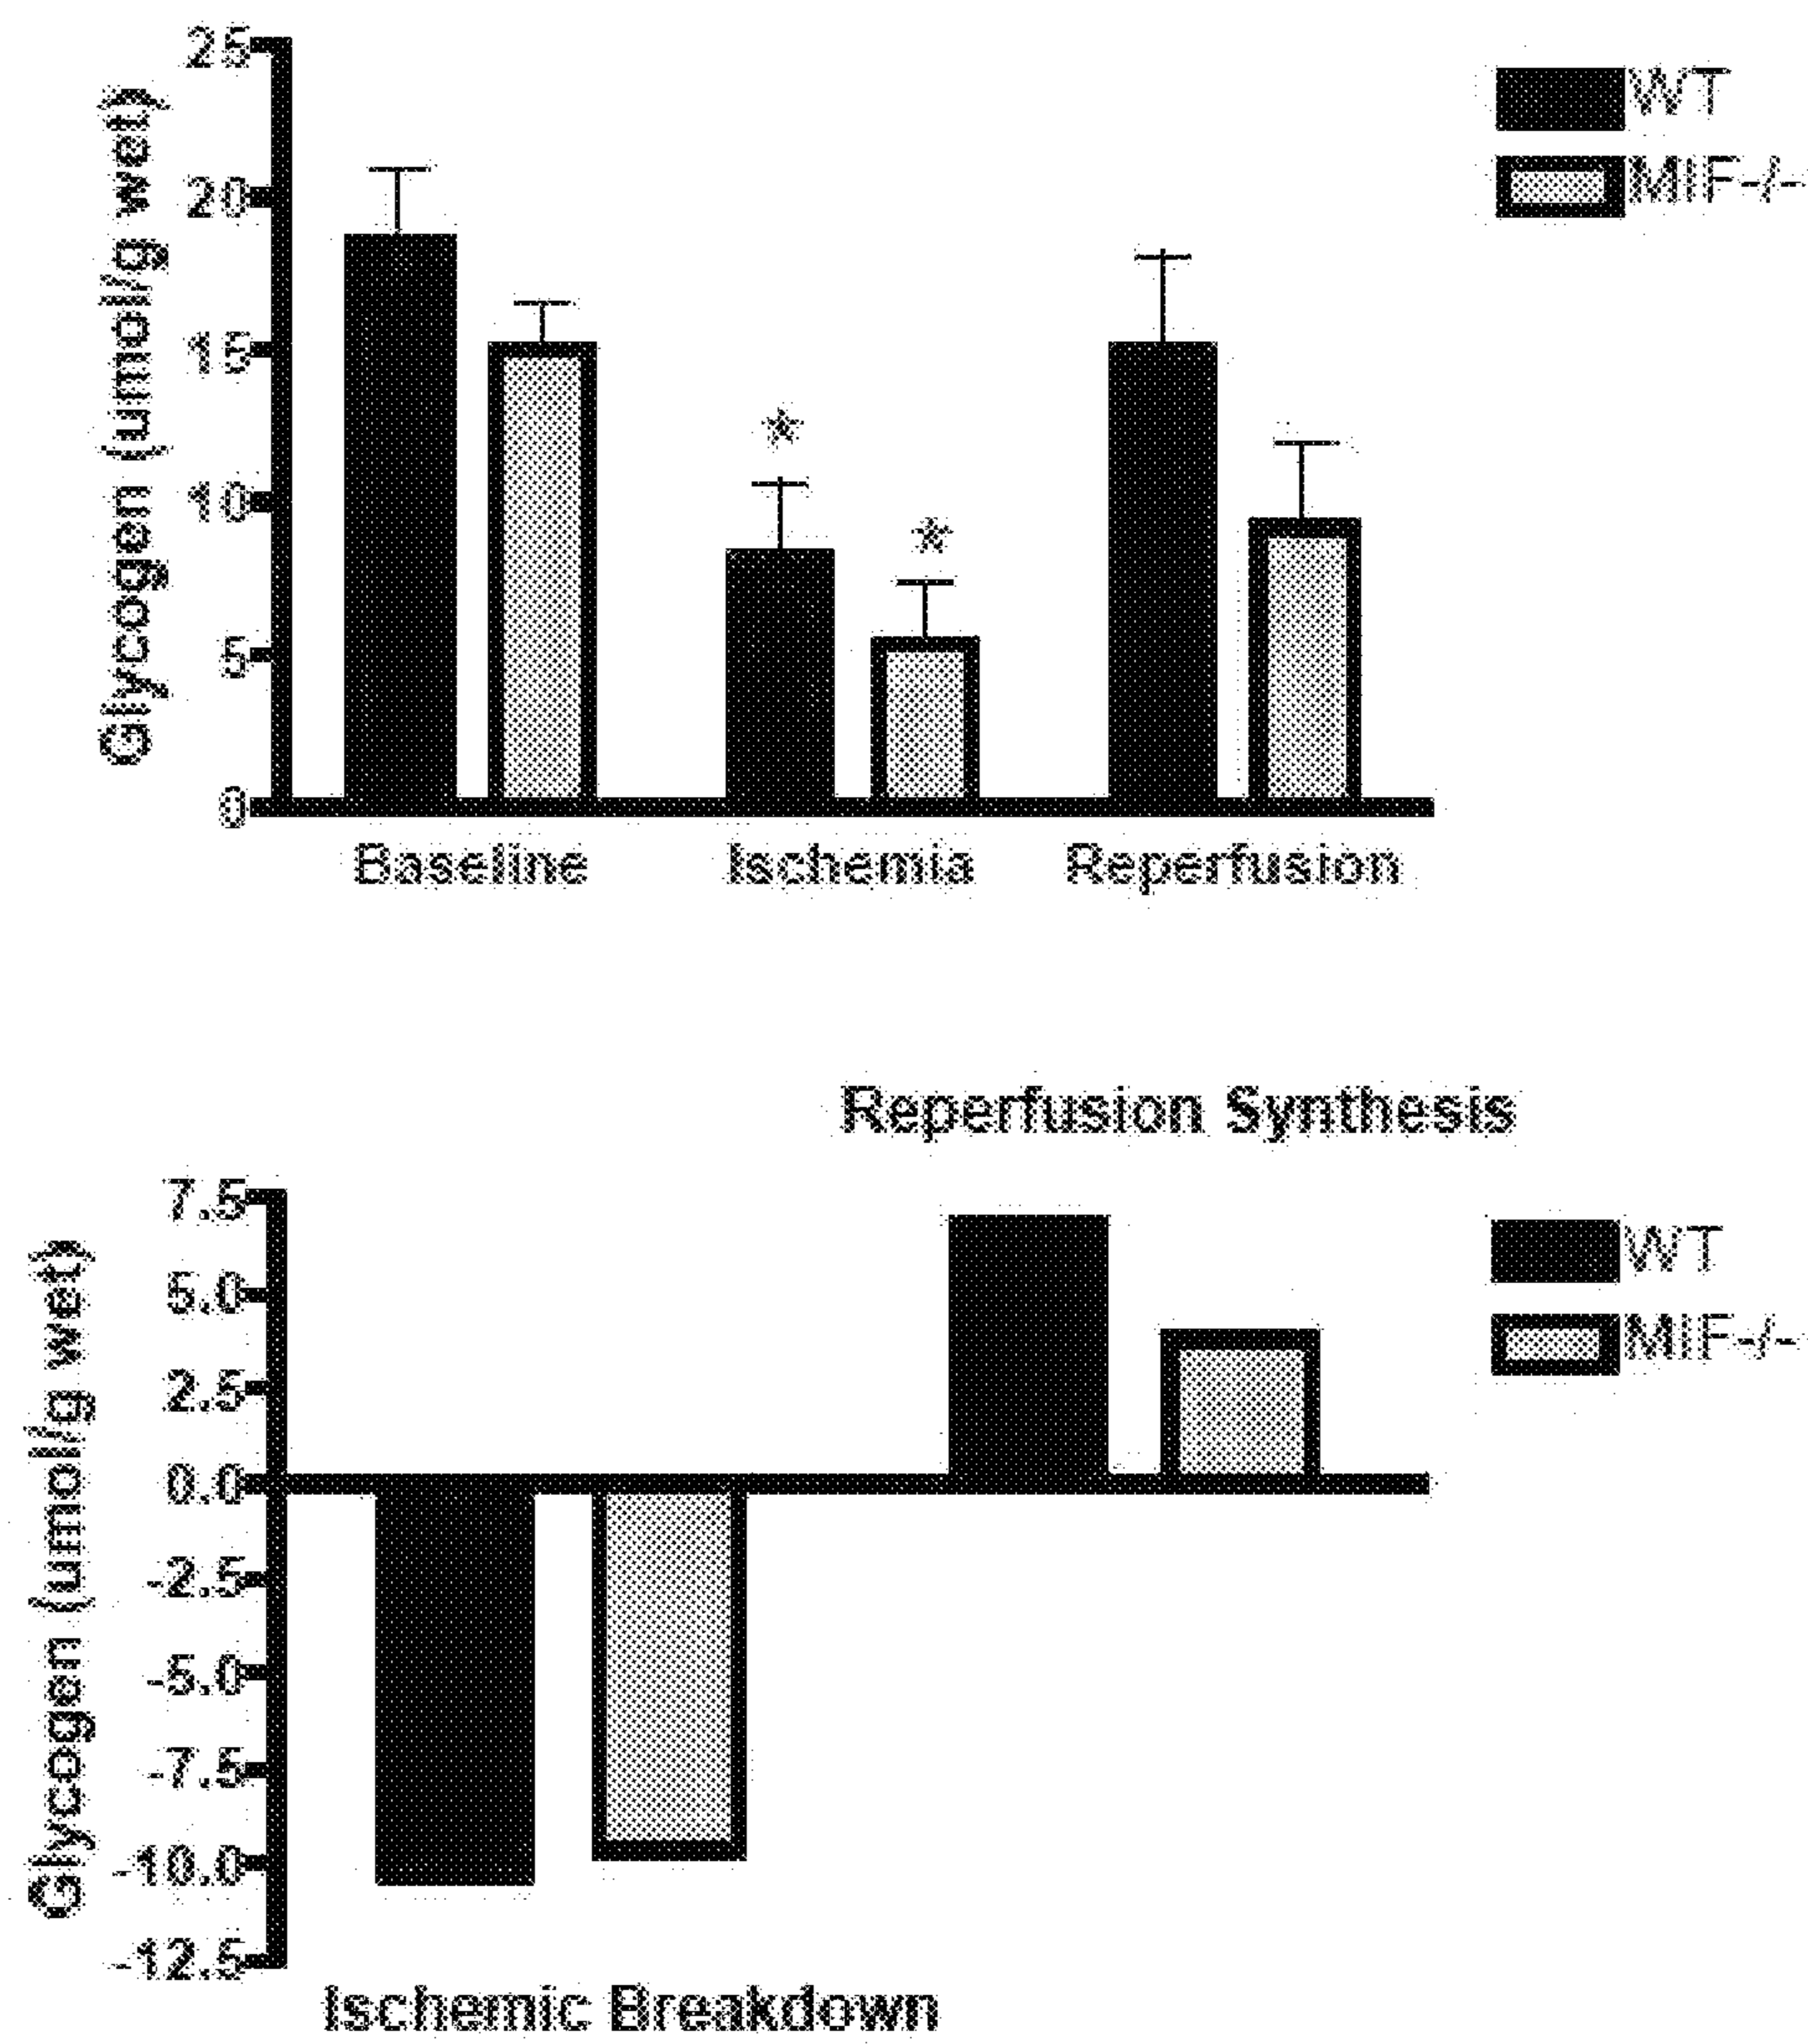 Glycogen (umol/g wet)
25
20
15
10
5
0
*
*
Baseline Ischemia Reperfusion
WT
MIF-/-
Reperfusion Synthesis
Glycogen (umol/g wet)
7.5
5.0
2.5
0.0
-2.5
-5.0
-7.5
-10.0
-12.5
WT
MIF-/-
Ischemic Breakdown